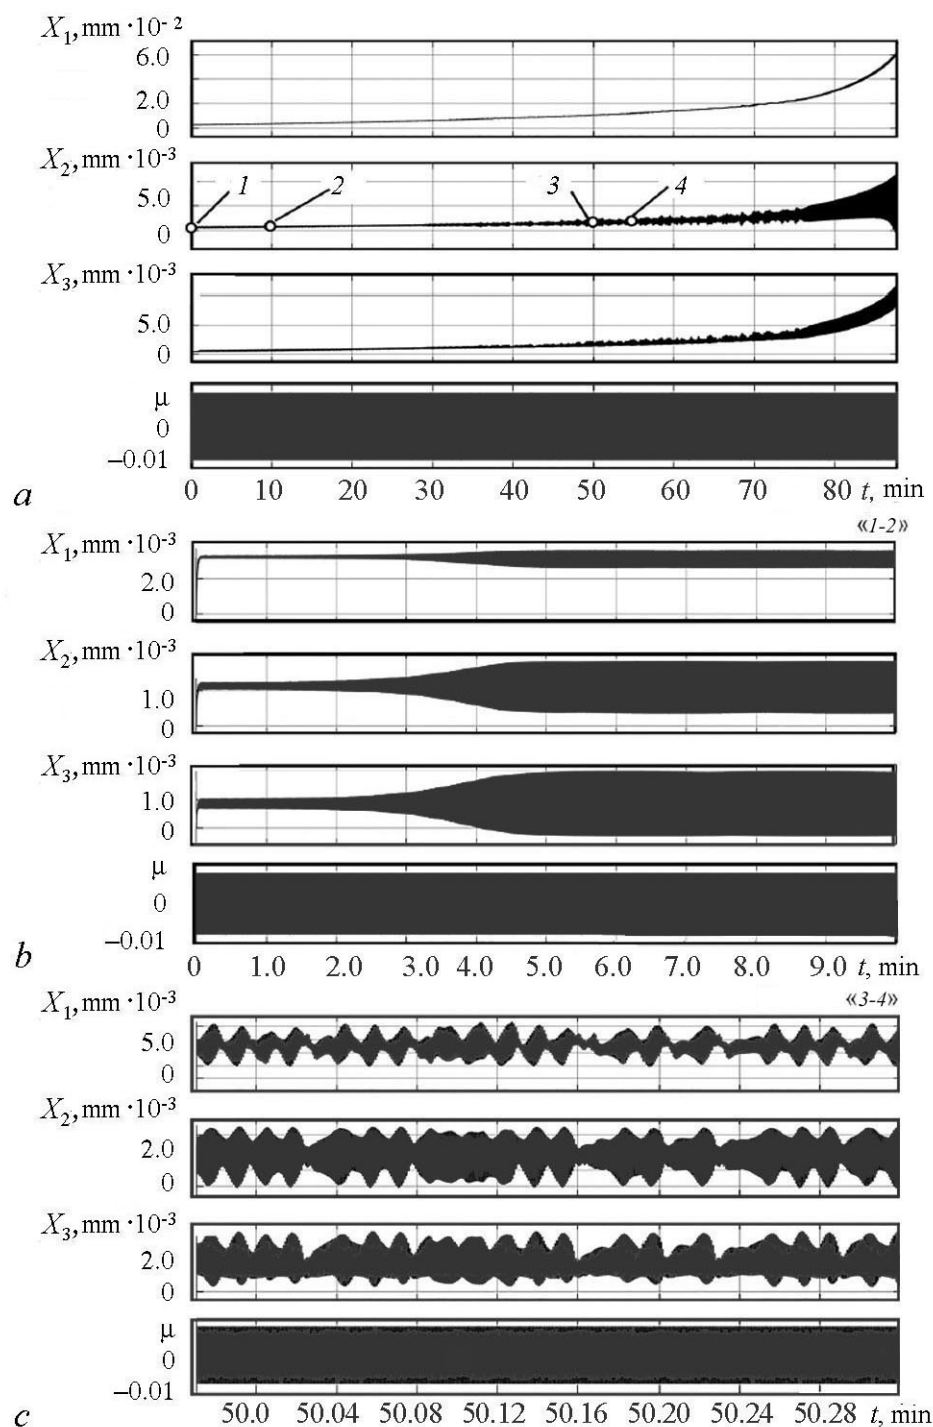 X1, mm ·10-2
6.0
2.0
0
X2, mm ·10-3
5.0
0
1 2 3 4
X3, mm ·10-3
5.0
0
μ
0
–0.01
a
0 10 20 30 40 50 60 70 80 t, min
«1-2»
X1, mm ·10-3
2.0
0
X2, mm ·10-3
1.0
0
X3, mm ·10-3
1.0
0
μ
0
–0.01
b
0 1.0 2.0 3.0 4.0 5.0 6.0 7.0 8.0 9.0 t, min
«3-4»
X1, mm ·10-3
5.0
0
X2, mm ·10-3
2.0
0
X3, mm ·10-3
2.0
0
μ
0
–0.01
c
50.0 50.04 50.08 50.12 50.16 50.20 50.24 50.28 t, min